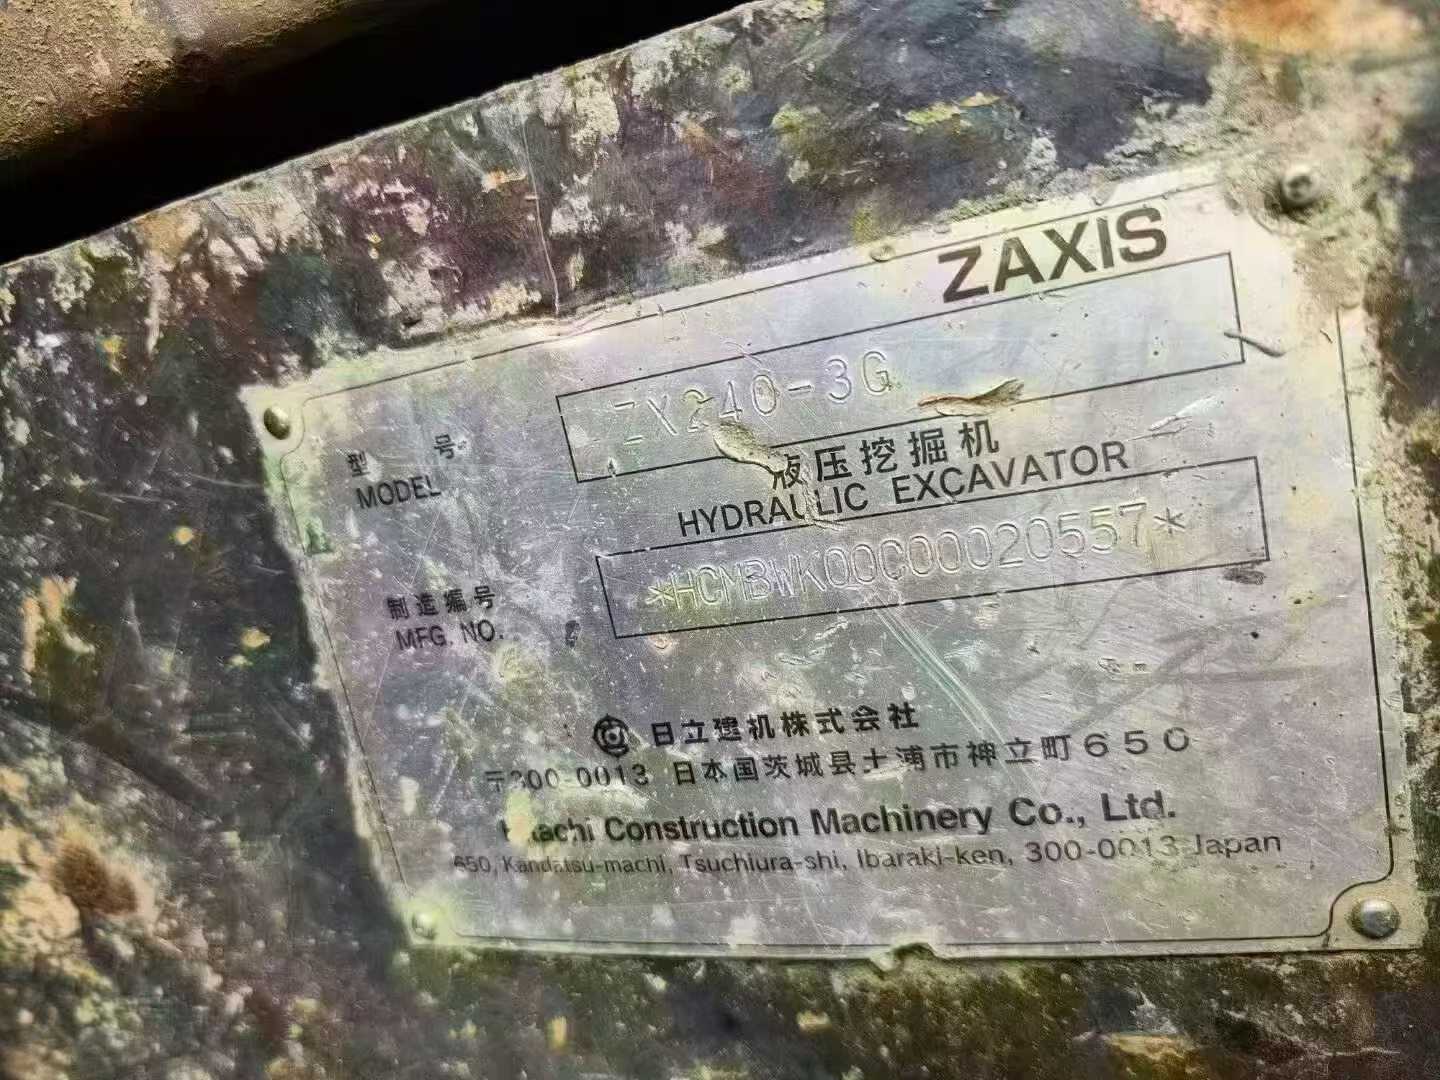 ZAXIS
型 号 ZX240-3G
MODEL
液压挖掘机
HYDRAULIC EXCAVATOR
制造编号 *HCMBWK00C00020557*
MFG. NO.
日立建机株式会社
〒300-0013 日本国茨城县土浦市神立町650
Hitachi Construction Machinery Co., Ltd.
650, Kandatsu-machi, Tsuchiura-shi, Ibaraki-ken, 300-0013 Japan